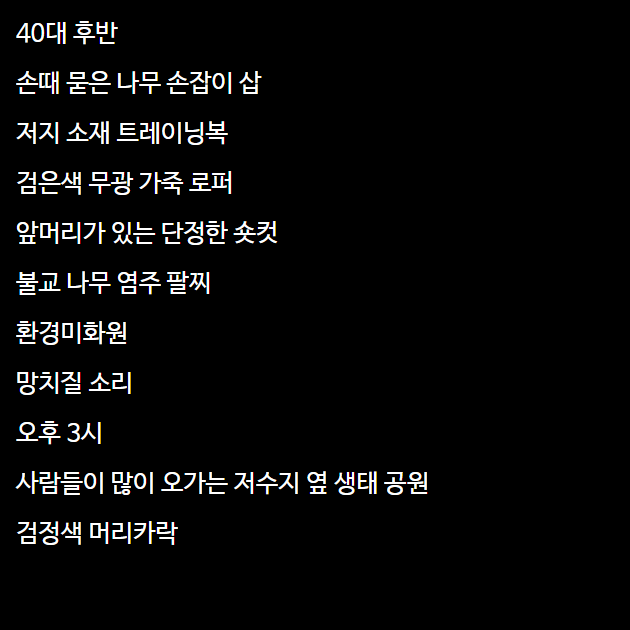 40대 후반
손때 묻은 나무 손잡이 삽
저지 소재 트레이닝복
검은색 무광 가죽 로퍼
앞머리가 있는 단정한 숏컷
불교 나무 염주 팔찌
환경미화원
망치질 소리
오후 3시
사람들이 많이 오가는 저수지 옆 생태 공원
검정색 머리카락